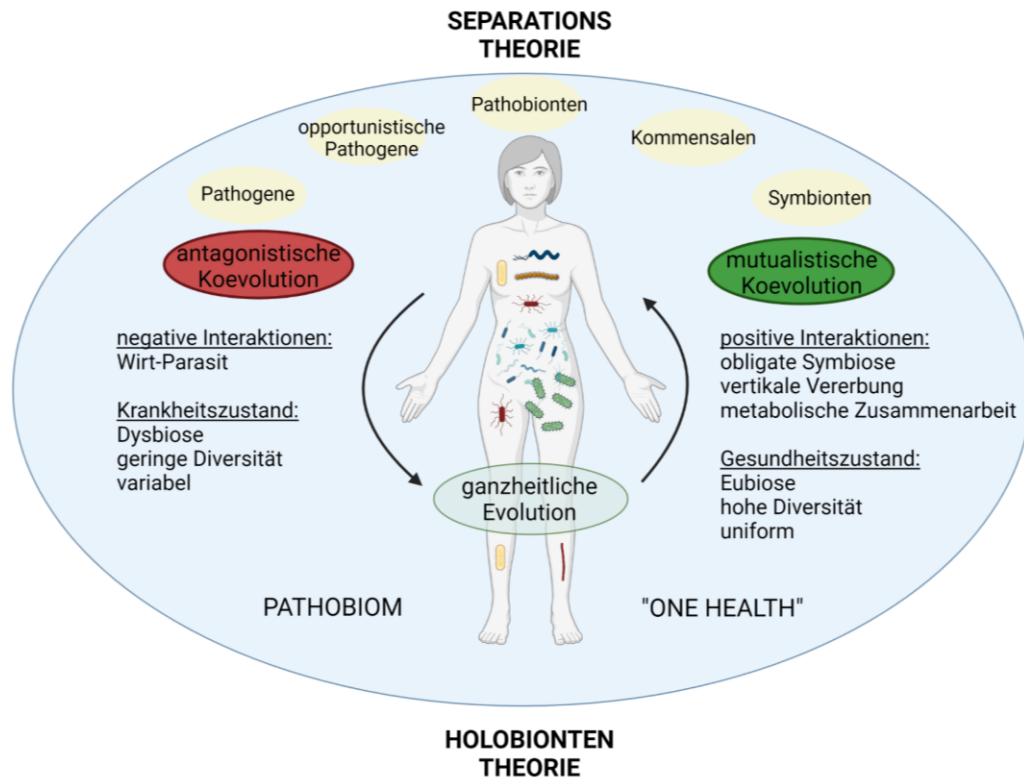 SEPARATIONS
THEORIE
Pathobionten
opportunistische
Pathogene
Kommensalen
Pathogene
Symbionten
antagonistische
Koevolution
mutualistische
Koevolution
negative Interaktionen:
Wirt-Parasit
Krankheitszustand:
Dysbiose
geringe Diversität
variabel
positive Interaktionen:
obligate Symbiose
vertikale Vererbung
metabolische Zusammenarbeit
Gesundheitszustand:
Eubiose
hohe Diversität
uniform
ganzheitliche
Evolution
PATHOBIOM
"ONE HEALTH"
HOLOBIONTEN
THEORIE